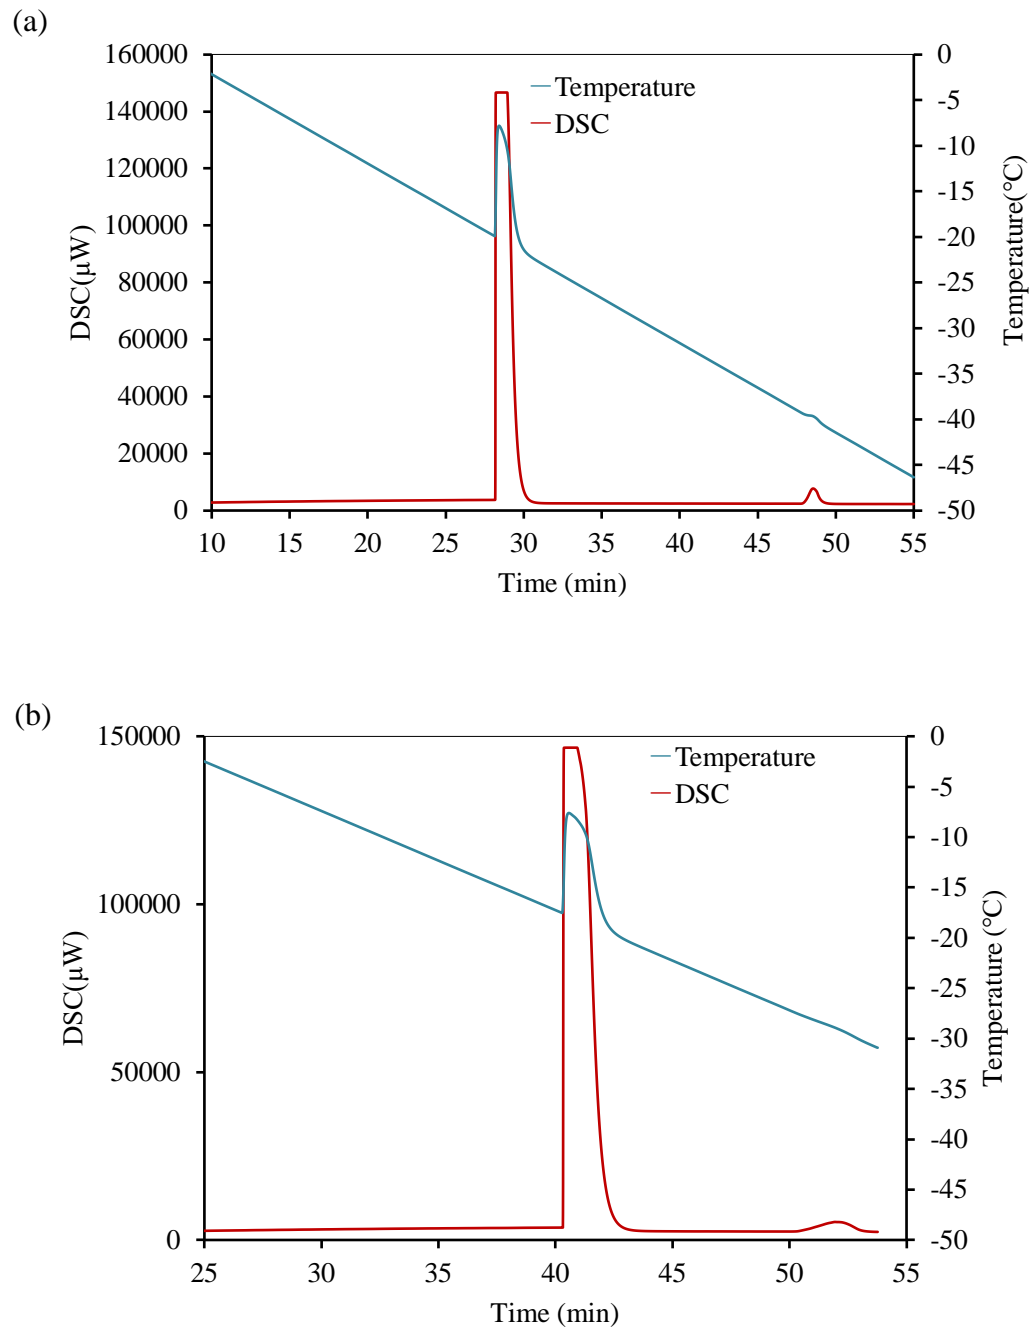 (a)
160000
140000
120000
100000
80000
60000
40000
20000
0
DSC(µW)
0
-5
-10
-15
-20
-25
-30
-35
-40
-45
-50
Temperature(°C)
Temperature
DSC
10 15 20 25 30 35 40 45 50 55
Time (min)
(b)
150000
100000
50000
0
DSC(µW)
0
-5
-10
-15
-20
-25
-30
-35
-40
-45
-50
Temperature (°C)
Temperature
DSC
25 30 35 40 45 50 55
Time (min)